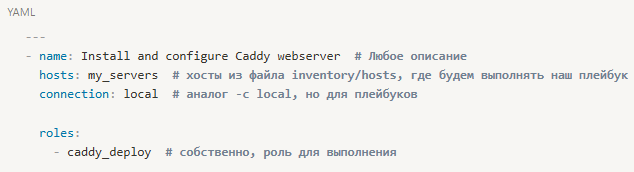 YAML
---
- name: Install and configure Caddy webserver  # Любое описание
  hosts: my_servers  # хосты из файла inventory/hosts, где будем выполнять наш плейбук
  connection: local  # аналог -c local, но для плейбуков
  roles:
    - caddy_deploy  # собственно, роль для выполнения